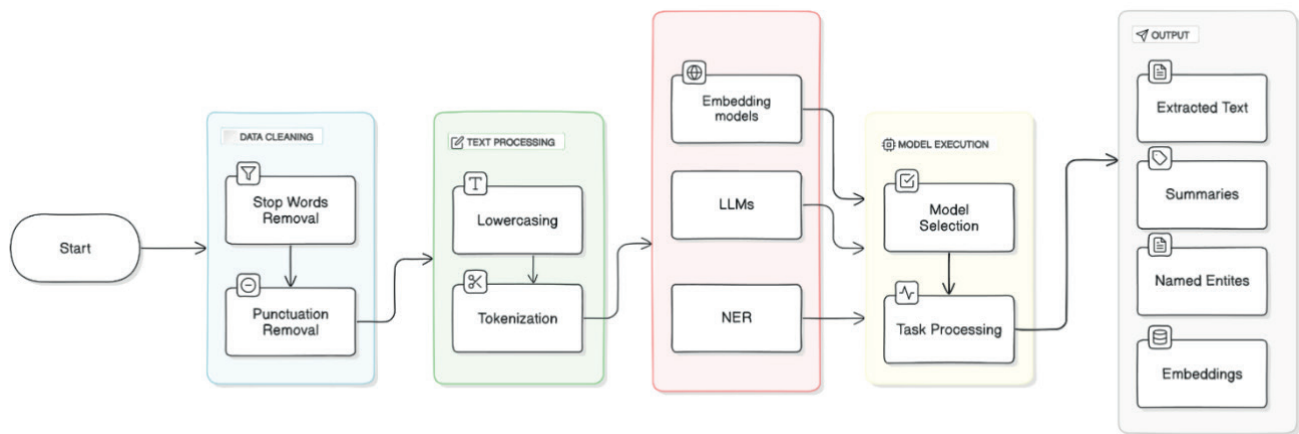 Start
DATA CLEANING
Stop Words
Removal
Punctuation
Removal
TEXT PROCESSING
Lowercasing
Tokenization
Embedding
models
LLMs
NER
MODEL EXECUTION
Model
Selection
Task Processing
OUTPUT
Extracted Text
Summaries
Named Entites
Embeddings